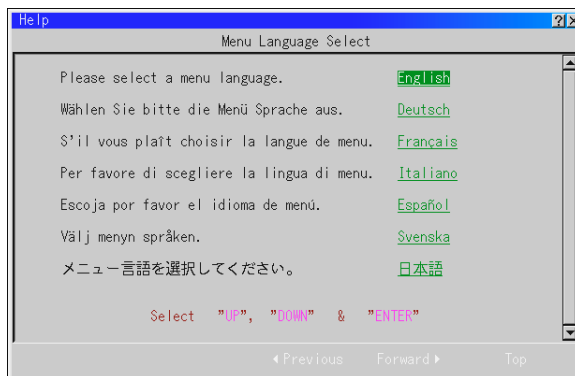 Help ? ×
Menu Language Select
Please select a menu language. English
Wählen Sie bitte die Menü Sprache aus. Deutsch
S'il vous plaît choisir la langue de menu. Français
Per favore di scegliere la lingua di menu. Italiano
Escoja por favor el idioma de menú. Español
Välj menyn språken. Svenska
メニュー言語を選択してください。 日本語
Select "UP", "DOWN" & "ENTER"
Previous Forward Top